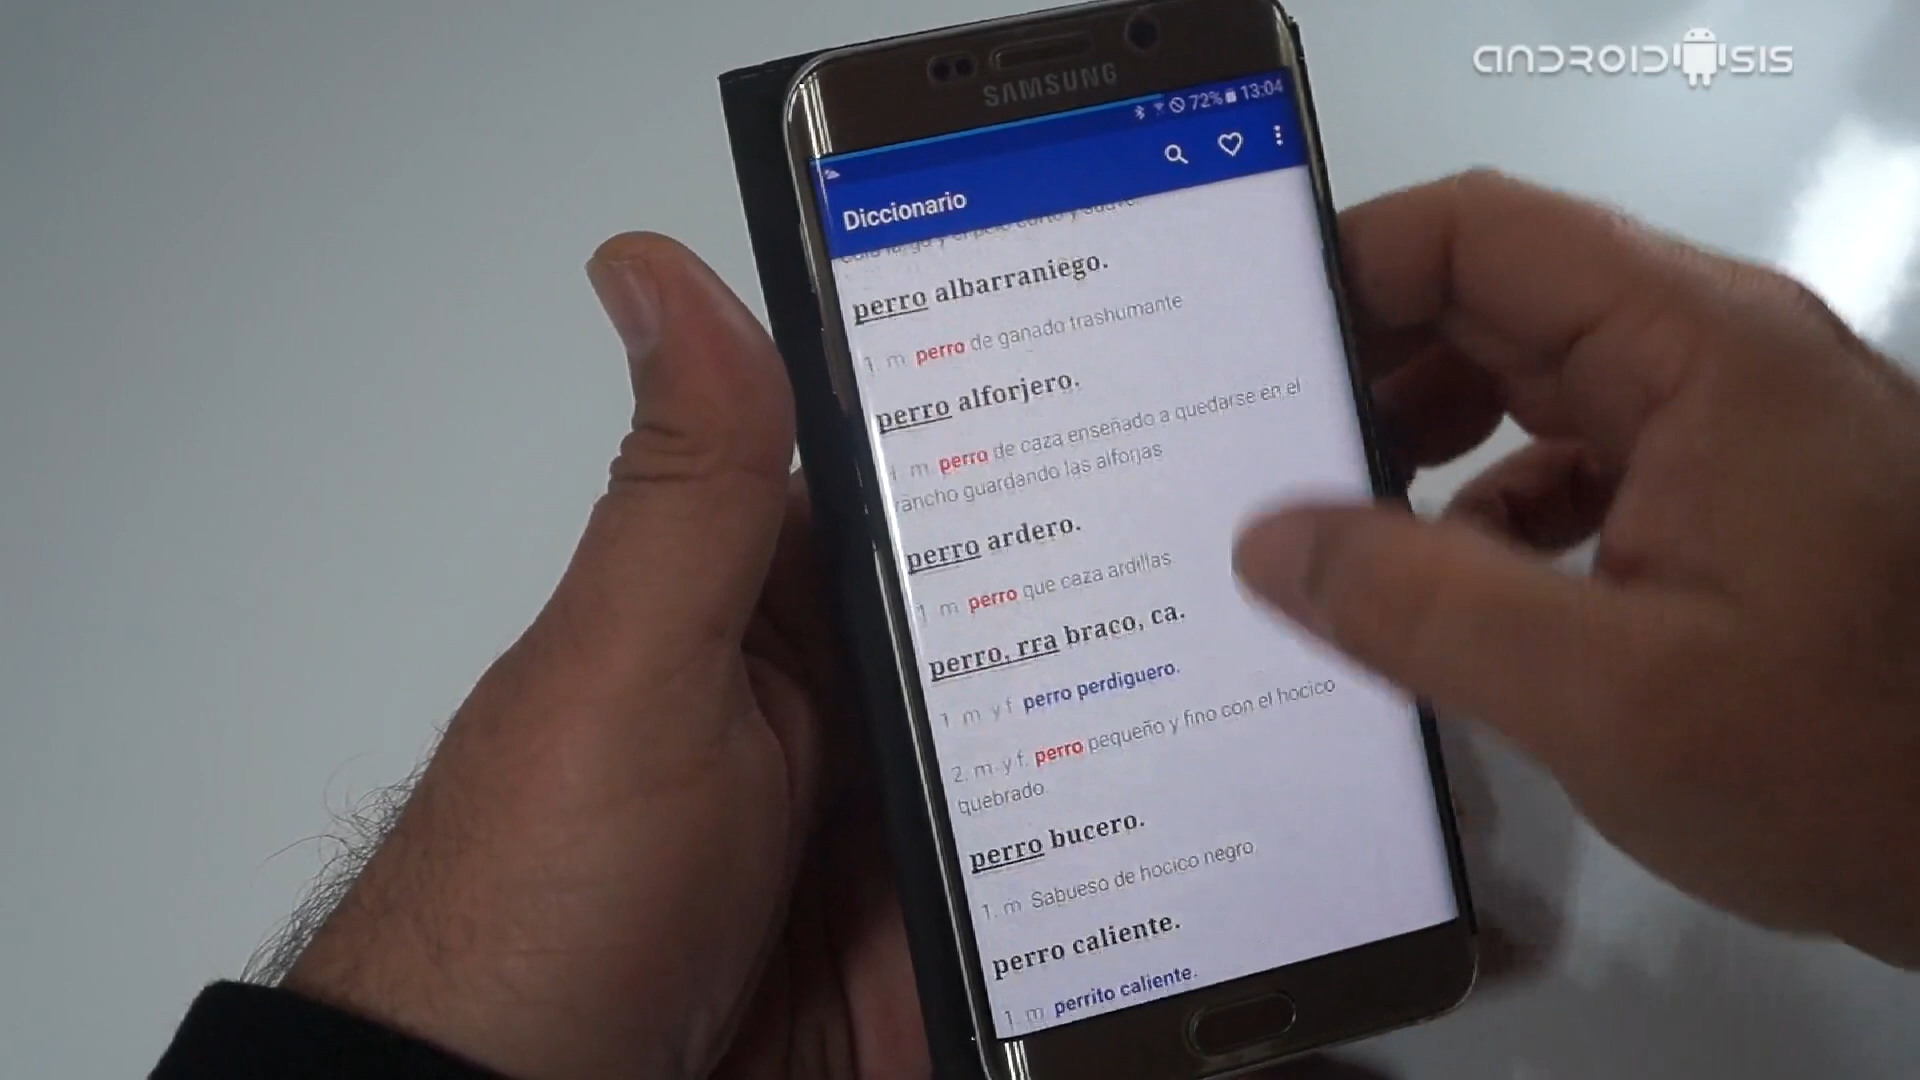 ANDROIDSIS
SAMSUNG
72% 13:04
Diccionario
perro albarraniego.
1. m. perro de ganado trashumante
perro alforjero.
1. m. perro de caza enseñado a quedarse en el
rancho guardando las alforjas
perro ardero.
1. m. perro que caza ardillas
perro, rra braco, ca.
1. m. y f. perro perdiguero.
2. m. y f. perro pequeño y fino con el hocico
quebrado.
perro bucero.
1. m. Sabueso de hocico negro
perro caliente.
1. m. perrito caliente.